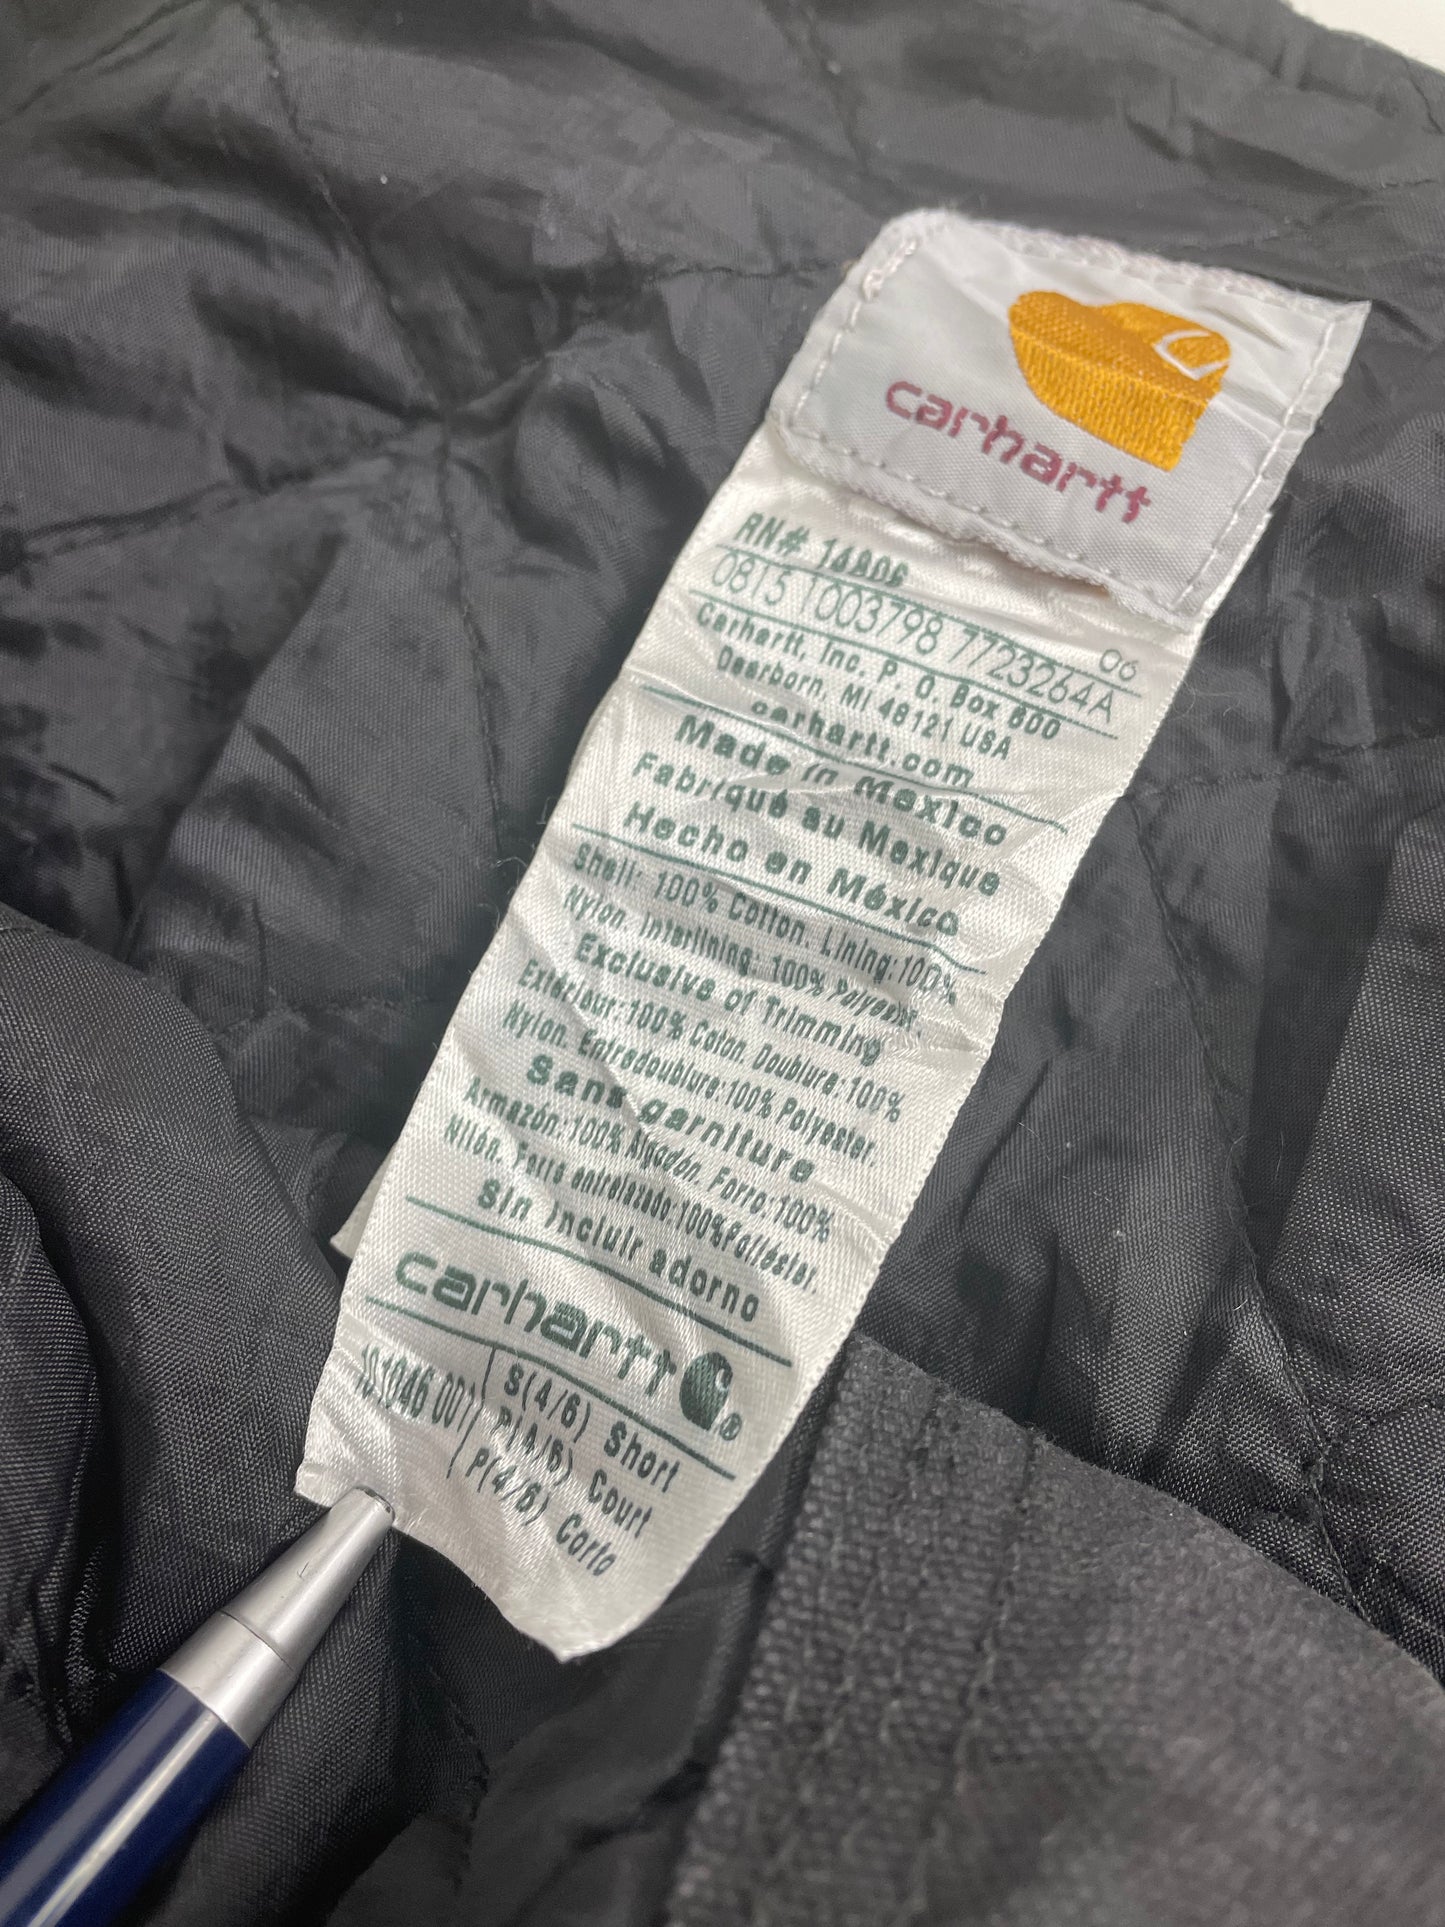 carhartt
RN# 14806
06
0815 1003798 7723264A
Carhartt, Inc. P. O. Box 600
Dearborn, MI 48121 USA
carhartt.com
Made in Mexico
Fabriqué au Mexique
Hecho en México
Shell: 100% Cotton. Lining: 100%
Nylon. Interlining: 100% Polyester.
Exclusive of Trimming
Extérieur: 100% Coton. Doublure: 100%
Nylon. Entredoublure: 100% Polyester.
Sans garniture
Armazón: 100% Algodón. Forro: 100%
Nilón. Forro entrelazado: 100% Poliéster.
Sin incluir adorno
carhartt ®
101046 001
S(4/6) Short
P(4/6) Court
P(4/6) Corto